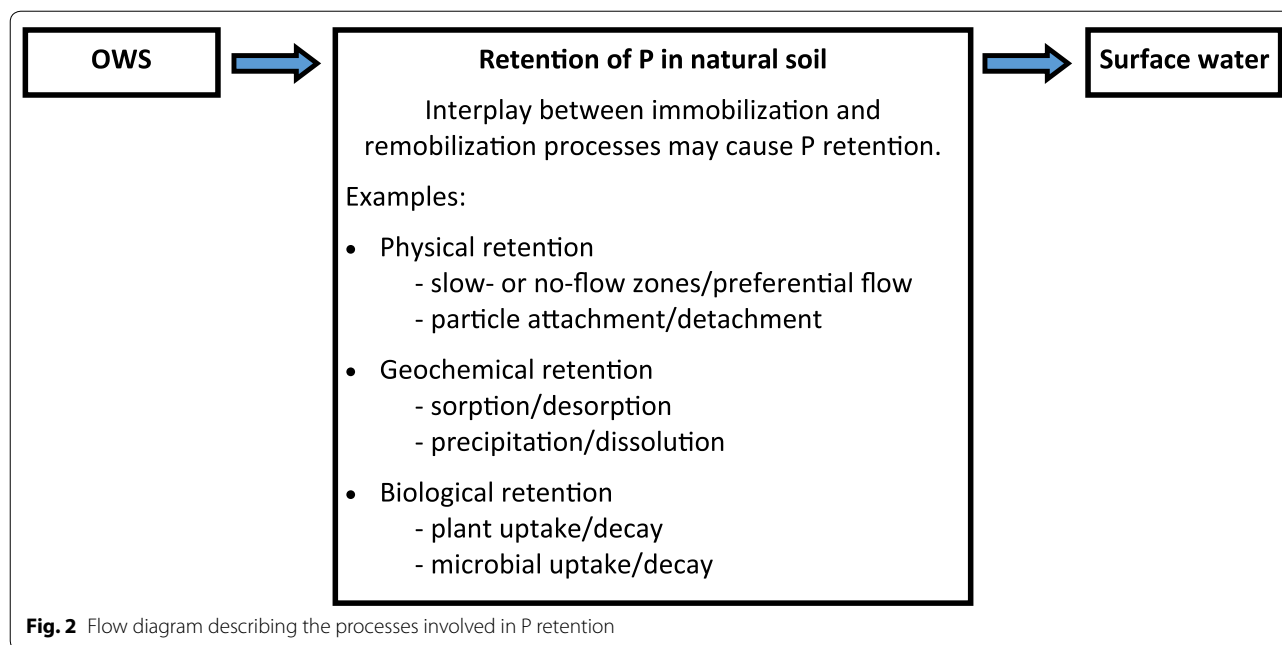 OWS
Retention of P in natural soil
Interplay between immobilization and
remobilization processes may cause P retention.
Examples:
• Physical retention
- slow- or no-flow zones/preferential flow
- particle attachment/detachment
• Geochemical retention
- sorption/desorption
- precipitation/dissolution
• Biological retention
- plant uptake/decay
- microbial uptake/decay
Surface water
Fig. 2 Flow diagram describing the processes involved in P retention